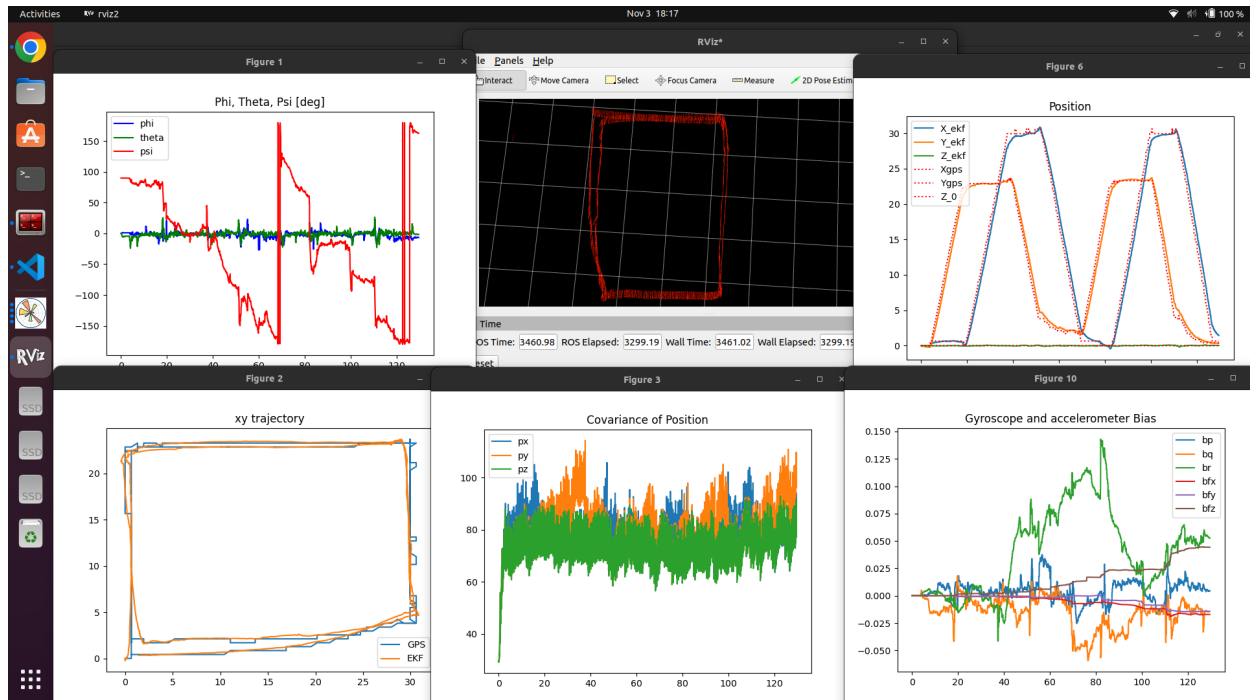 Activities
rviz2
Nov 3 18:17
100 %
RViz*
Panels
Help
Interact
Move Camera
Select
Focus Camera
Measure
2D Pose Estim
Time
ROS Elapsed: 3299.19
Wall Time: 3461.02
Wall Elapsed: 3299.19
3460.98
Figure 1
Phi, Theta, Psi [deg]
phi
theta
psi
150
100
50
0
−50
−100
−150
0
20
40
60
80
100
Figure 6
Position
X_ekf
Y_ekf
Z_ekf
Xgps
Ygps
Z_0
30
25
20
15
10
5
0
RViz
SSD
SSD
SSD
Figure 2
xy trajectory
20
15
10
5
0
GPS
EKF
0
5
10
15
20
25
30
Figure 3
Covariance of Position
px
py
pz
100
80
60
40
0
20
40
60
80
100
120
Figure 10
Gyroscope and accelerometer Bias
bp
bq
br
bfx
bfy
bfz
0.150
0.125
0.100
0.075
0.050
0.025
0.000
−0.025
−0.050
0
20
40
60
80
100
120